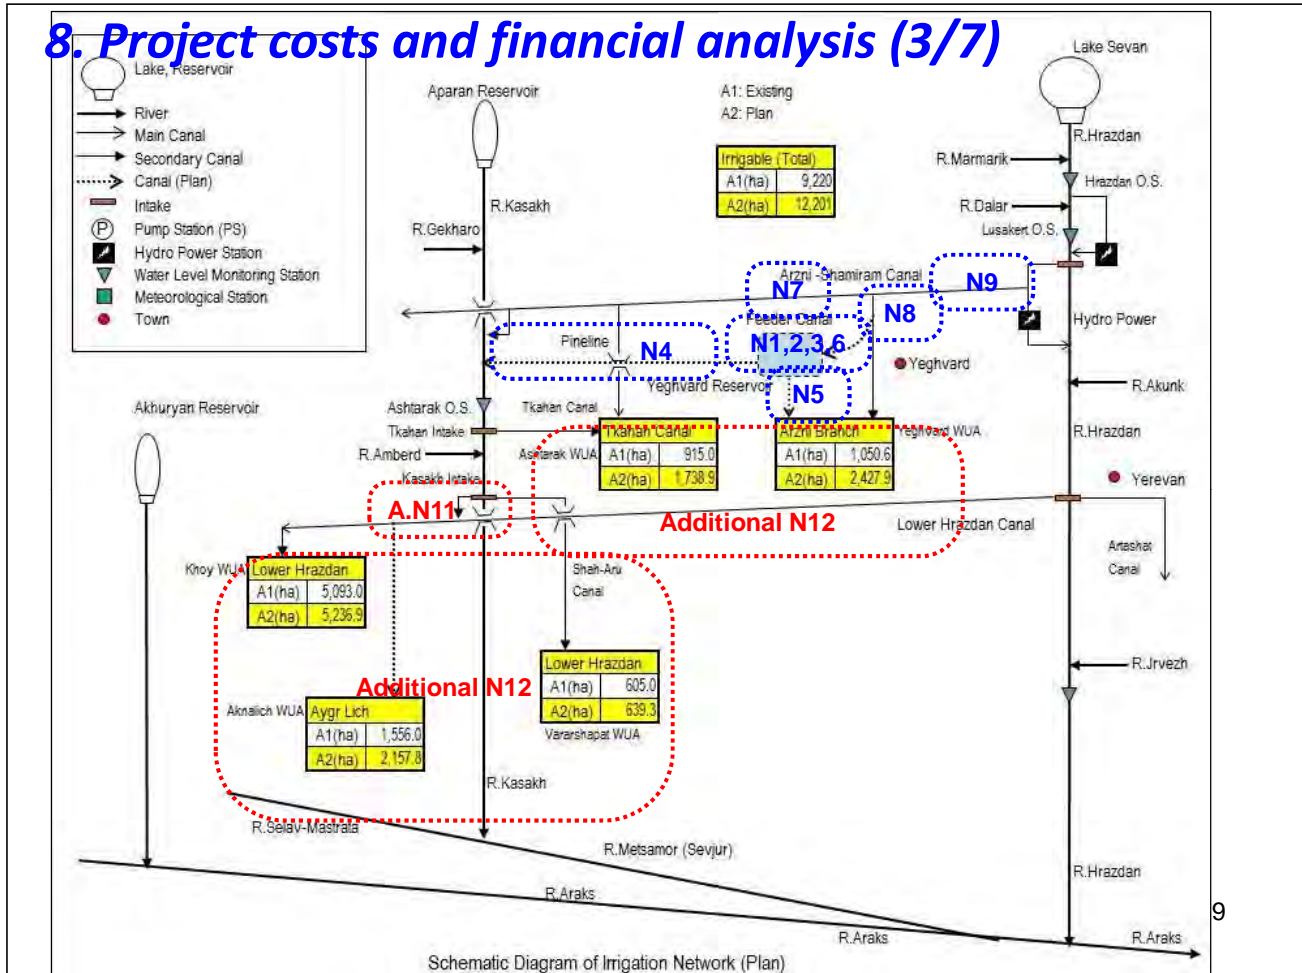 8. Project costs and financial analysis (3/7)
Lake, Reservoir
River
Main Canal
Secondary Canal
Canal (Plan)
Intake
P
Pump Station (PS)
Hydro Power Station
Water Level Monitoring Station
Meteorological Station
Town
Aparan Reservoir
A1: Existing
A2: Plan
Lake Sevan
Irrigable (Total)
A1(ha) 9,220
A2(ha) 12,201
R.Hrazdan
R.Marmarik
Hrazdan O.S.
R.Dalar
Lusakert O.S.
R.Kasakh
R.Gekharo
Arzni -Shamiram Canal
N7
N9
N8
Feeder Canal
Hydro Power
Pineline
N4
N1,2,3,6
Yeghvard
Yeghvard Reservoir
N5
R.Akunk
Akhuryan Reservoir
Ashtarak O.S.
Tkahan Canal
Tkahan Intake
R.Amberd
Kasakh Intake
Ashtarak WUA
Tkahan Canal
A1(ha) 915.0
A2(ha) 1,738.9
Arzni Branch
A1(ha) 1,050.6
A2(ha) 2,427.9
Yeghvard WUA
R.Hrazdan
Yerevan
A.N11
Additional N12
Lower Hrazdan Canal
Artashat
Canal
Khoy WUA
Lower Hrazdan
A1(ha) 5,093.0
A2(ha) 5,236.9
Shah-Aru
Canal
Lower Hrazdan
A1(ha) 605.0
A2(ha) 639.3
Vararshapat WUA
R.Jrvezh
Additional N12
Aknalich WUA
Aygr Lich
A1(ha) 1,556.0
A2(ha) 2,157.8
R.Kasakh
R.Selav-Mastrata
R.Metsamor (Sevjur)
R.Hrazdan
R.Araks
R.Araks
R.Araks
9
Schematic Diagram of Irrigation Network (Plan)